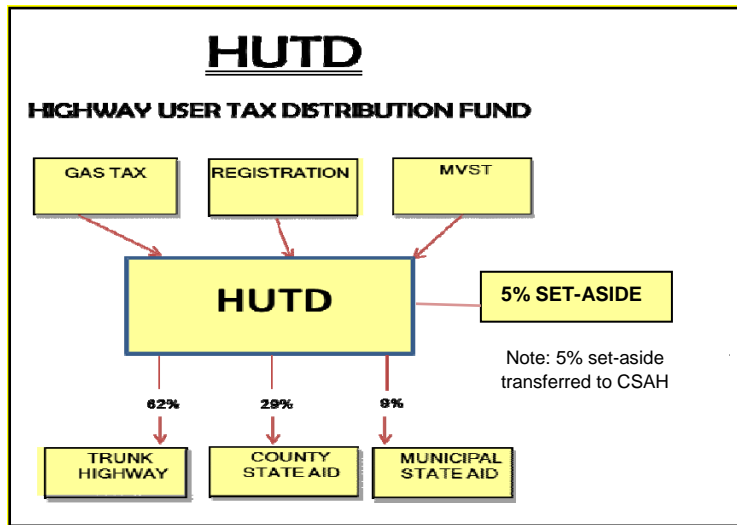 HUTD
HIGHWAY USER TAX DISTRIBUTION FUND
GAS TAX
REGISTRATION
MVST
HUTD
5% SET-ASIDE
Note: 5% set-aside
transferred to CSAH
62%
29%
9%
TRUNK
HIGHWAY
COUNTY
STATE AID
MUNICIPAL
STATE AID